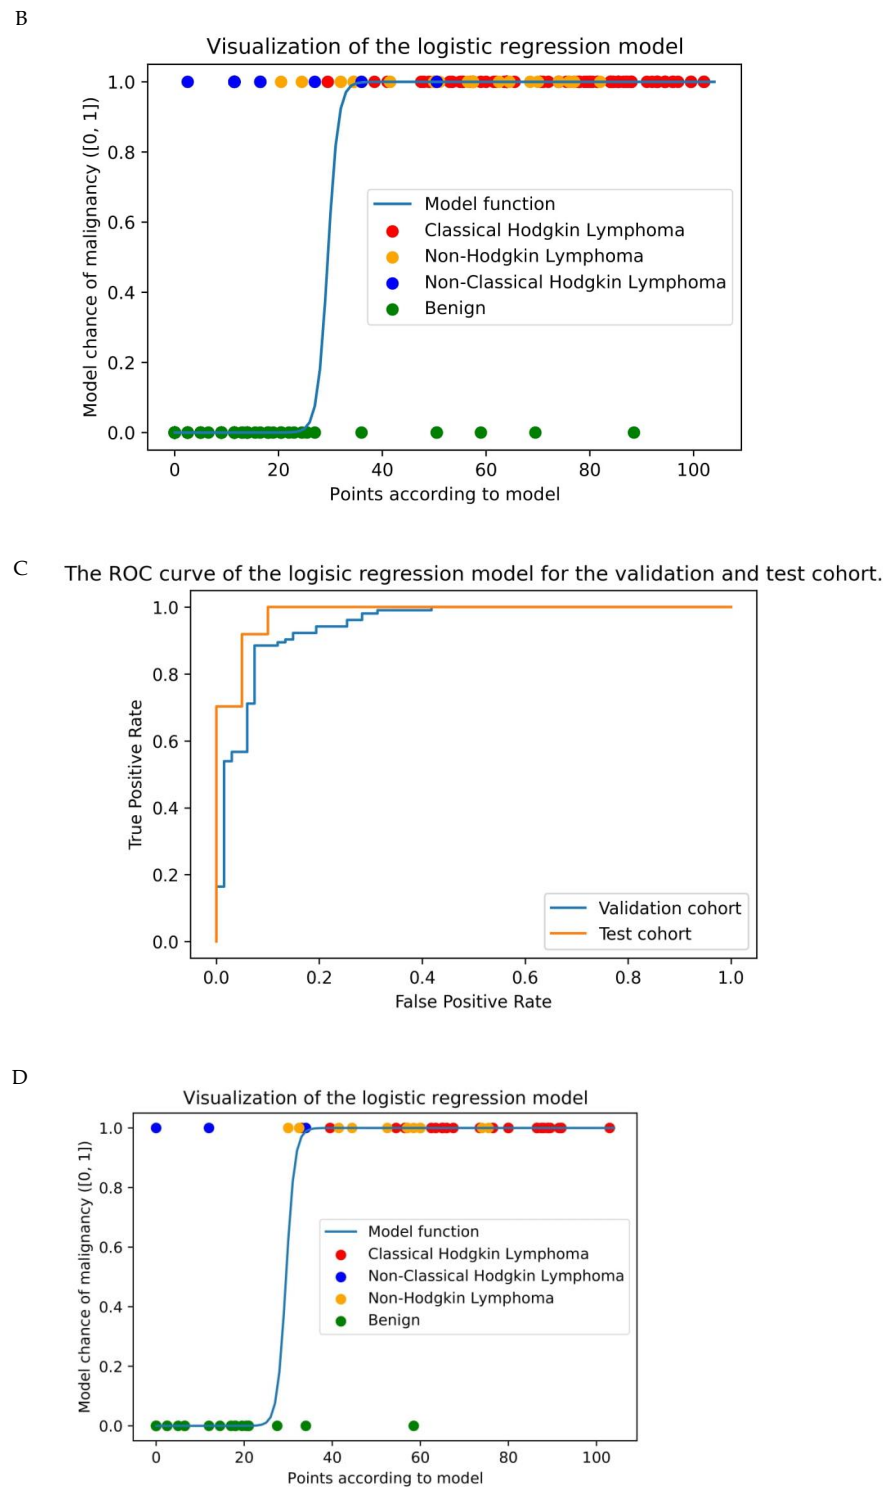 B
Visualization of the logistic regression model
Model chance of malignancy ([0, 1])
1.0
0.8
0.6
0.4
0.2
0.0
Model function
Classical Hodgkin Lymphoma
Non-Hodgkin Lymphoma
Non-Classical Hodgkin Lymphoma
Benign
0 20 40 60 80 100
Points according to model
C
The ROC curve of the logisic regression model for the validation and test cohort.
True Positive Rate
1.0
0.8
0.6
0.4
0.2
0.0
Validation cohort
Test cohort
0.0 0.2 0.4 0.6 0.8 1.0
False Positive Rate
D
Visualization of the logistic regression model
Model chance of malignancy ([0, 1])
1.0
0.8
0.6
0.4
0.2
0.0
Model function
Classical Hodgkin Lymphoma
Non-Classical Hodgkin Lymphoma
Non-Hodgkin Lymphoma
Benign
0 20 40 60 80 100
Points according to model